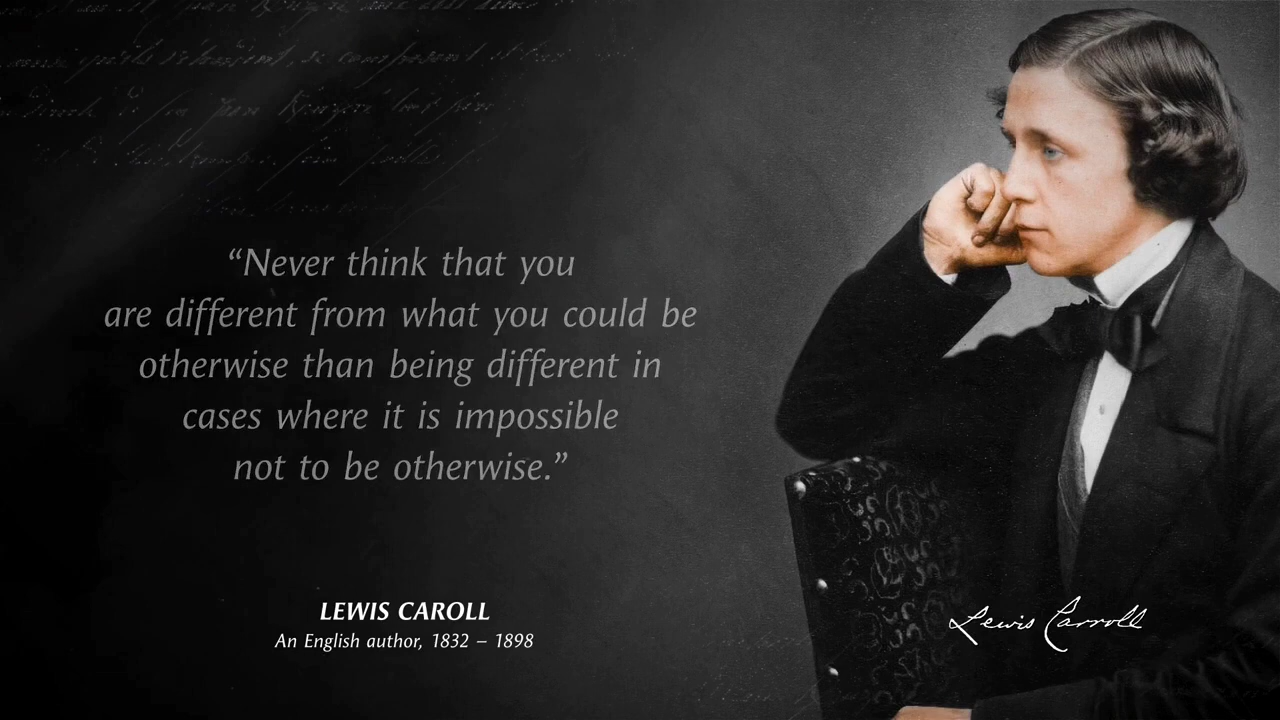 “Never think that you
are different from what you could be
otherwise than being different in
cases where it is impossible
not to be otherwise.”
LEWIS CAROLL
An English author, 1832 – 1898
Lewis Carroll